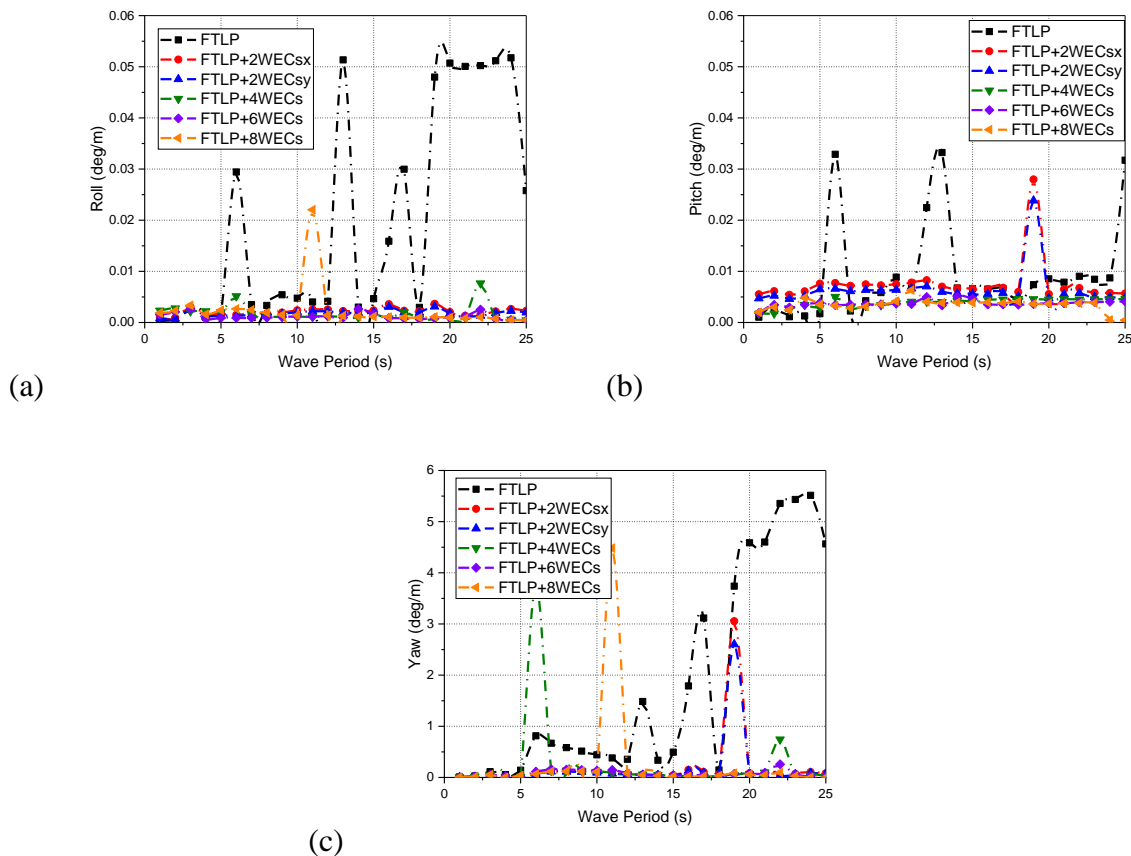 0.06
0.05
0.04
0.03
0.02
0.01
0.00
Roll (deg/m)
FTLP
FTLP+2WECsx
FTLP+2WECsy
FTLP+4WECs
FTLP+6WECs
FTLP+8WECs
0 5 10 15 20 25
Wave Period (s)
(a)
0.06
0.05
0.04
0.03
0.02
0.01
0.00
Pitch (deg/m)
FTLP
FTLP+2WECsx
FTLP+2WECsy
FTLP+4WECs
FTLP+6WECs
FTLP+8WECs
0 5 10 15 20 25
Wave Period (s)
(b)
6
5
4
3
2
1
0
Yaw (deg/m)
FTLP
FTLP+2WECsx
FTLP+2WECsy
FTLP+4WECs
FTLP+6WECs
FTLP+8WECs
0 5 10 15 20 25
Wave Period (s)
(c)